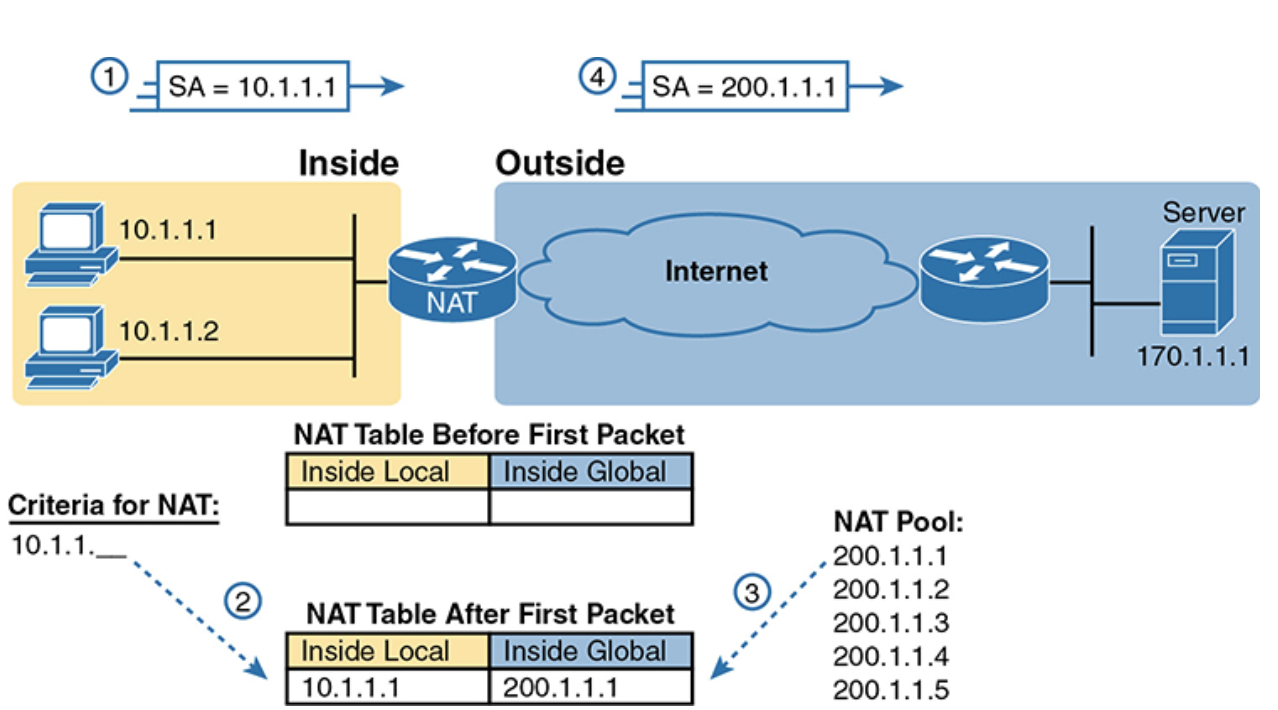 1
SA = 10.1.1.1
4
SA = 200.1.1.1
Inside
Outside
10.1.1.1
10.1.1.2
NAT
Internet
Server
170.1.1.1
NAT Table Before First Packet
Inside Local
Inside Global
Criteria for NAT:
10.1.1.__
2
NAT Table After First Packet
Inside Local
Inside Global
10.1.1.1
200.1.1.1
3
NAT Pool:
200.1.1.1
200.1.1.2
200.1.1.3
200.1.1.4
200.1.1.5